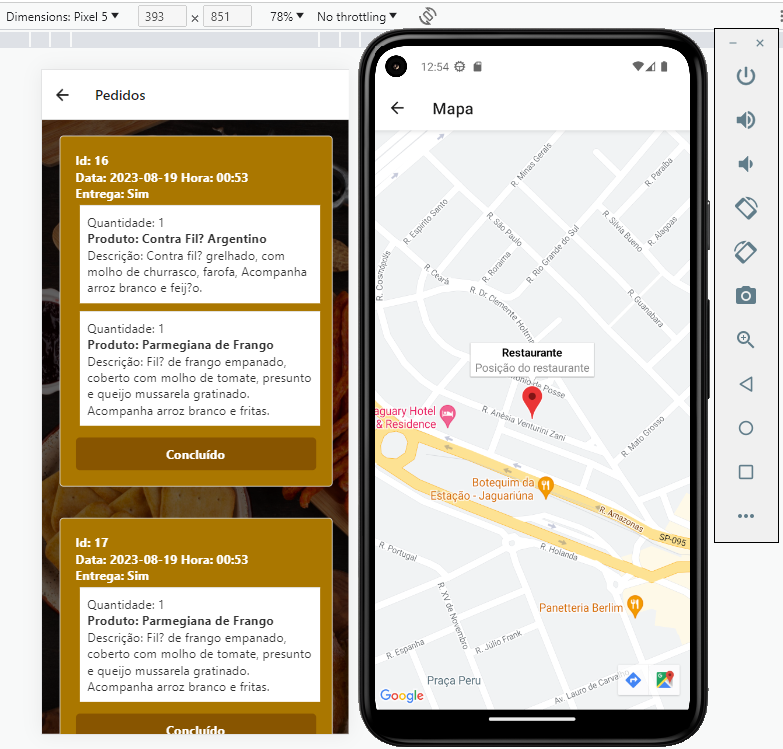 Dimensions: Pixel 5 ▼ 393 × 851 78% ▼ No throttling ▼
Pedidos
Id: 16
Data: 2023-08-19 Hora: 00:53
Entrega: Sim
Quantidade: 1
Produto: Contra Fil? Argentino
Descrição: Contra fil? grelhado, com
molho de churrasco, farofa, Acompanha
arroz branco e feij?o.
Quantidade: 1
Produto: Parmegiana de Frango
Descrição: Fil? de frango empanado,
coberto com molho de tomate, presunto
e queijo mussarela gratinado.
Acompanha arroz branco e fritas.
Concluído
Id: 17
Data: 2023-08-19 Hora: 00:53
Entrega: Sim
Quantidade: 1
Produto: Parmegiana de Frango
Descrição: Fil? de frango empanado,
coberto com molho de tomate, presunto
e queijo mussarela gratinado.
Acompanha arroz branco e fritas.
Concluído
12:54
Mapa
R. Minas Gerais
R. Paraíba
R. Espírito Santo
R. São Paulo
R. Silvia Bueno
R. Alagoas
R. Rio Grande do Sul
R. Cosmópolis
R. Roraima
R. Ceará
R. Dr. Clemente Holtma
R. Guanabara
Restaurante
Posição do restaurante
ntonio de Posse
R. Anésia Venturini Zani
aguary Hotel
& Residence
R. Mato Grosso
Botequim da
Estação - Jaguariúna
R. Amazonas
SP-095
R. Holanda
R. Portugal
R. XV de Novembro
Panetteria Berlim
R. Espanha
R. Júlio Frank
Praça Peru
Av. Lauro de Carvalho
Google